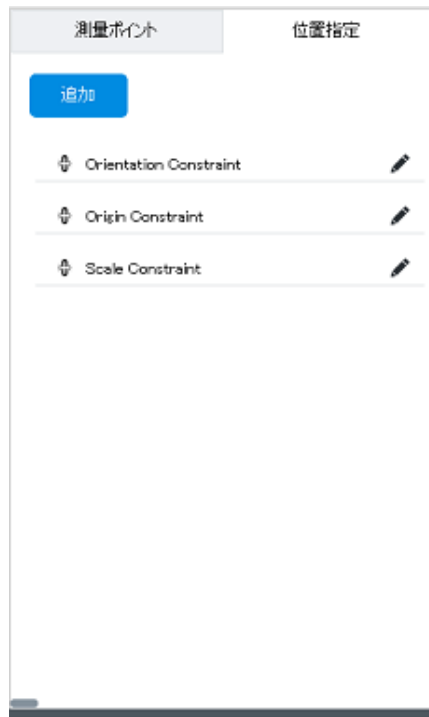 測量ポイント
位置指定
追加
Orientation Constraint
Origin Constraint
Scale Constraint